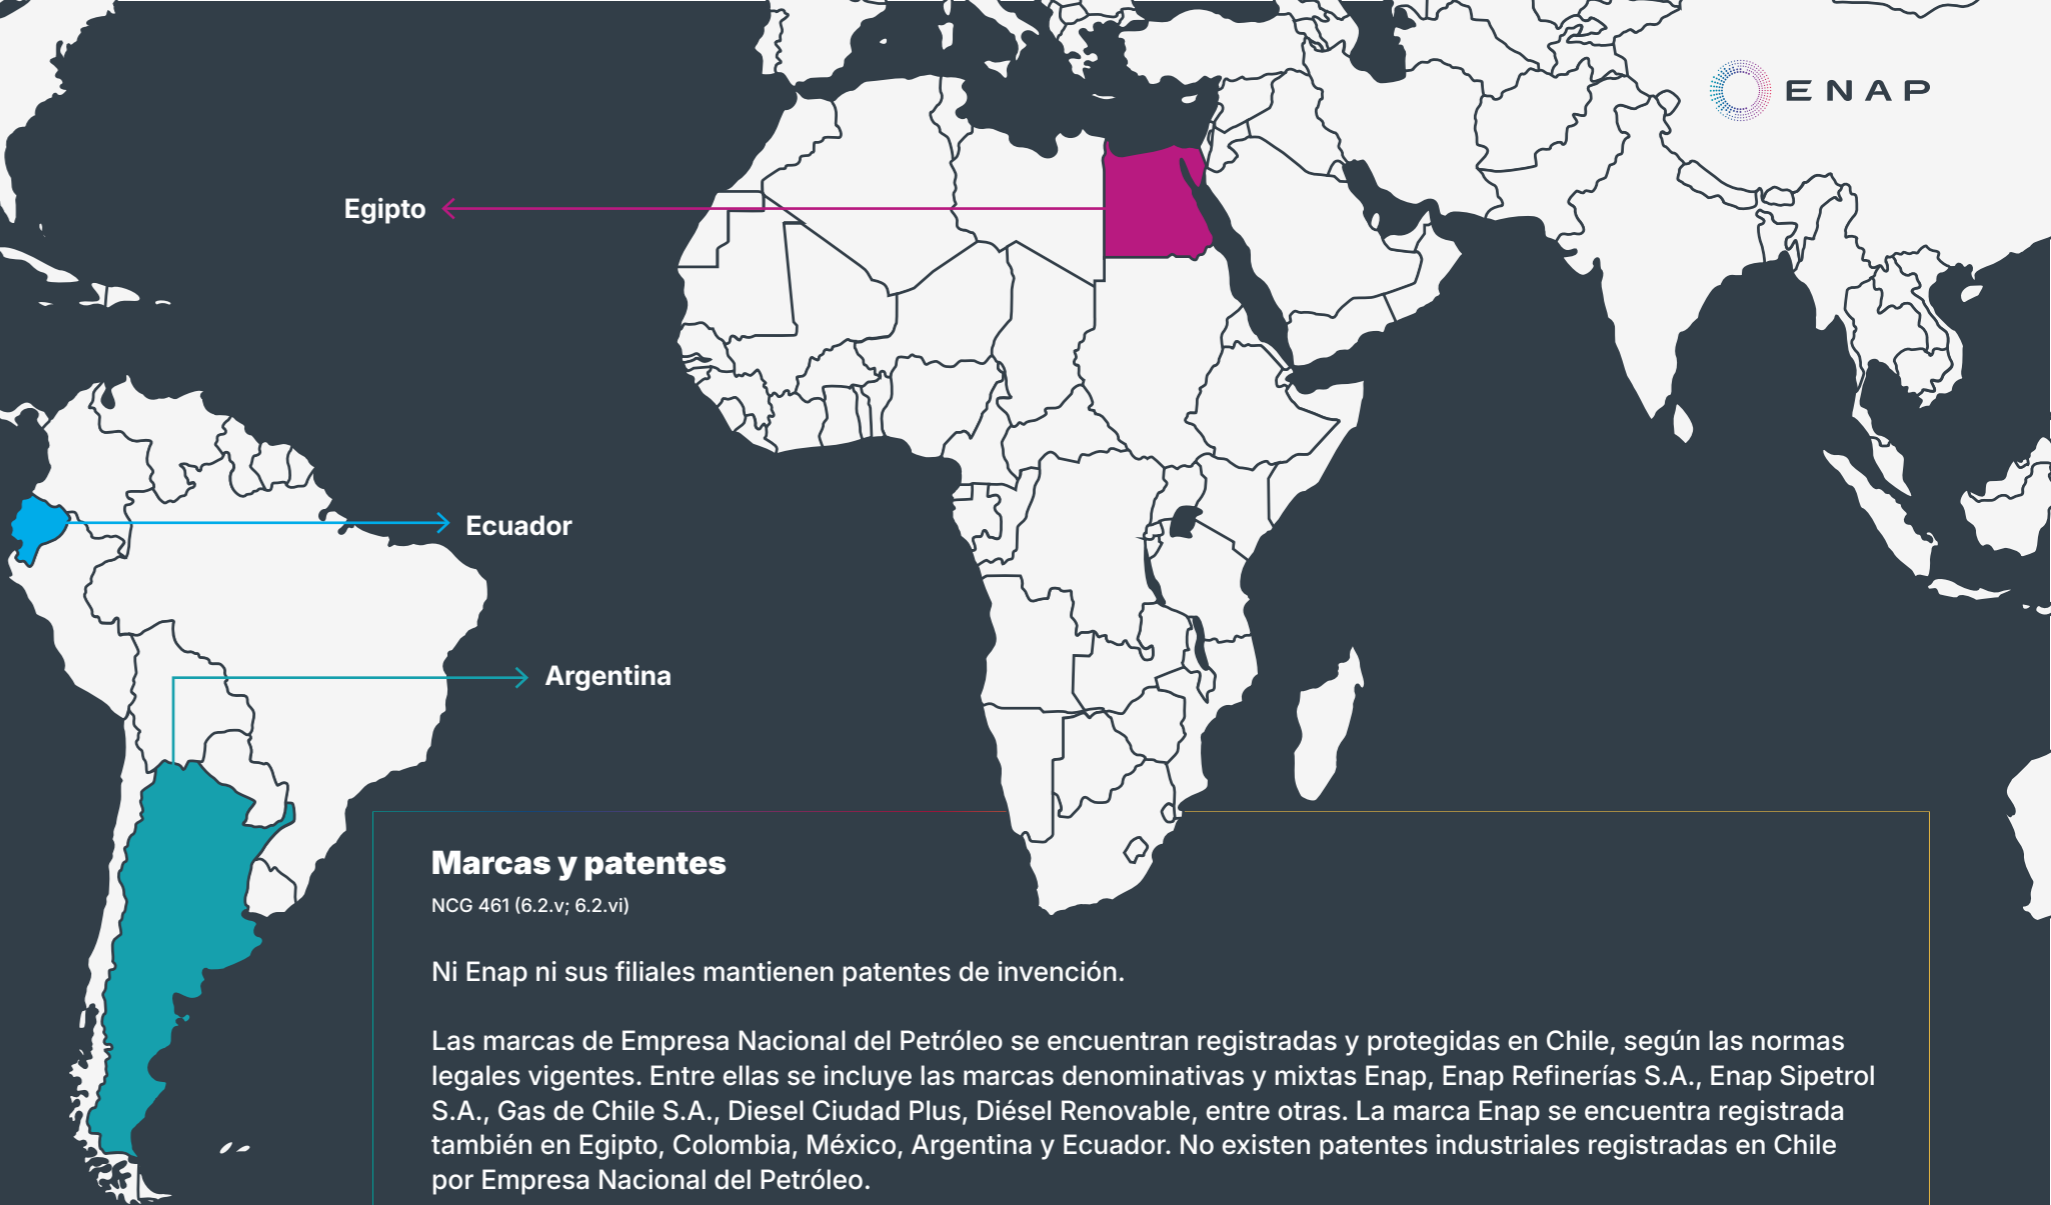 ENAP
Egipto
Ecuador
Argentina
Marcas y patentes
NCG 461 (6.2.v; 6.2.vi)
Ni Enap ni sus filiales mantienen patentes de invención.
Las marcas de Empresa Nacional del Petróleo se encuentran registradas y protegidas en Chile, según las normas
legales vigentes. Entre ellas se incluye las marcas denominativas y mixtas Enap, Enap Refinerías S.A., Enap Sipetrol
S.A., Gas de Chile S.A., Diesel Ciudad Plus, Diésel Renovable, entre otras. La marca Enap se encuentra registrada
también en Egipto, Colombia, México, Argentina y Ecuador. No existen patentes industriales registradas en Chile
por Empresa Nacional del Petróleo.